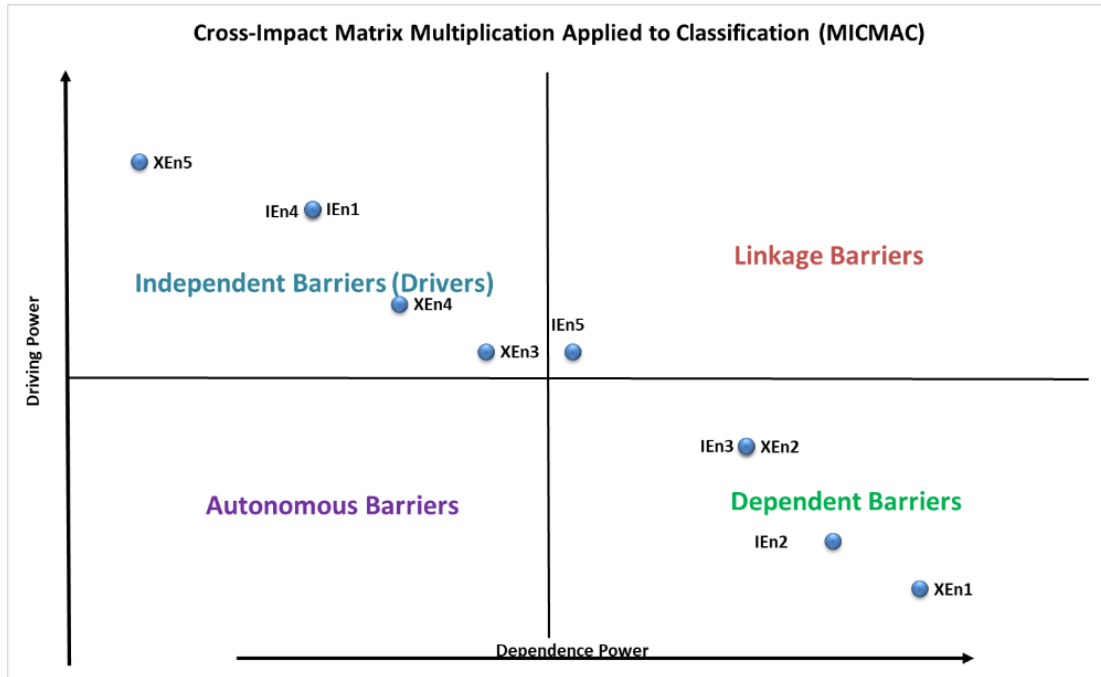 Cross-Impact Matrix Multiplication Applied to Classification (MICMAC)
XEn5
IEn4 IEn1
Linkage Barriers
Independent Barriers (Drivers)
XEn4
IEn5
XEn3
Driving Power
IEn3 XEn2
Autonomous Barriers
Dependent Barriers
IEn2
XEn1
Dependence Power